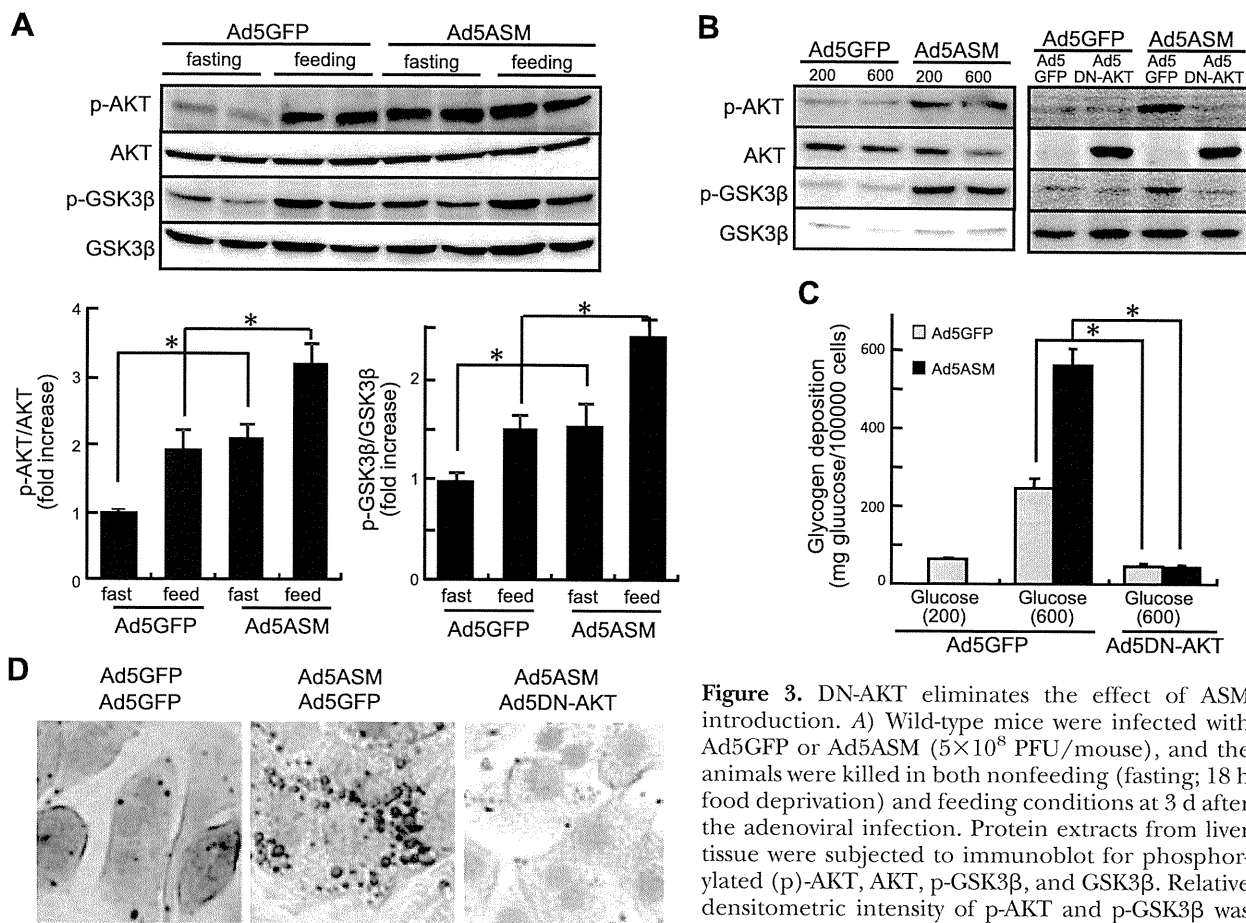 A
Ad5GFP Ad5ASM
fasting feeding fasting feeding
p-AKT
AKT
p-GSK3β
GSK3β
p-AKT/AKT
(fold increase)
4
3
2
1
0
fast feed fast feed
Ad5GFP Ad5ASM
*
*
p-GSK3β/GSK3β
(fold increase)
2
1
0
fast feed fast feed
Ad5GFP Ad5ASM
*
*
B
Ad5GFP Ad5ASM
200 600 200 600
p-AKT
AKT
p-GSK3β
GSK3β
Ad5GFP Ad5ASM
Ad5 Ad5 Ad5 Ad5
GFP DN-AKT GFP DN-AKT
C
Glycogen deposition
(mg gluucose/100000 cells)
600
400
200
0
Ad5GFP
Ad5ASM
*
*
Glucose Glucose Glucose
(200) (600) (600)
Ad5GFP Ad5DN-AKT
D
Ad5GFP Ad5ASM Ad5ASM
Ad5GFP Ad5GFP Ad5DN-AKT
Figure 3. DN-AKT eliminates the effect of ASM
introduction. A) Wild-type mice were infected with
Ad5GFP or Ad5ASM (5×10⁸ PFU/mouse), and the
animals were killed in both nonfeeding (fasting; 18 h
food deprivation) and feeding conditions at 3 d after
the adenoviral infection. Protein extracts from liver
tissue were subjected to immunoblot for phosphor-
ylated (p)-AKT, AKT, p-GSK3β, and GSK3β. Relative
densitometric intensity of p-AKT and p-GSK3β was